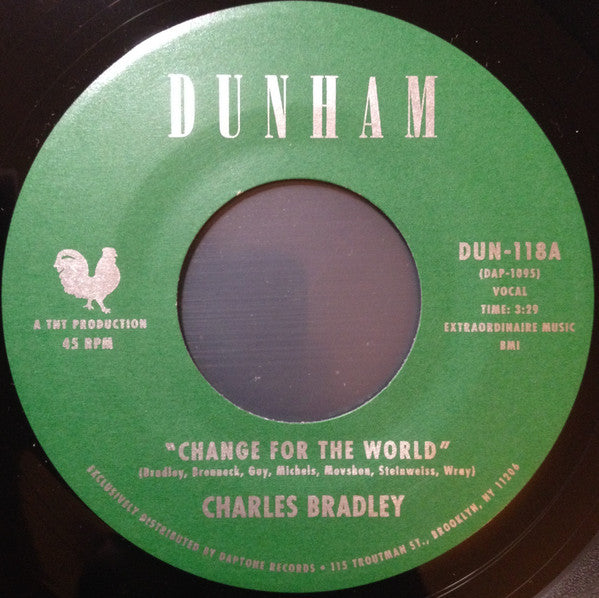 DUNHAM
DUN-118A
(DAP-1095)
VOCAL
TIME: 3:29
EXTRAORDINAIRE MUSIC
BMI
A TNT PRODUCTION
45 RPM
"CHANGE FOR THE WORLD"
(Bradley, Brenneck, Guy, Michels, Movshon, Steinweiss, Wray)
CHARLES BRADLEY
EXCLUSIVELY DISTRIBUTED BY DAPTONE RECORDS • 115 TROUTMAN ST., BROOKLYN, NY 11206